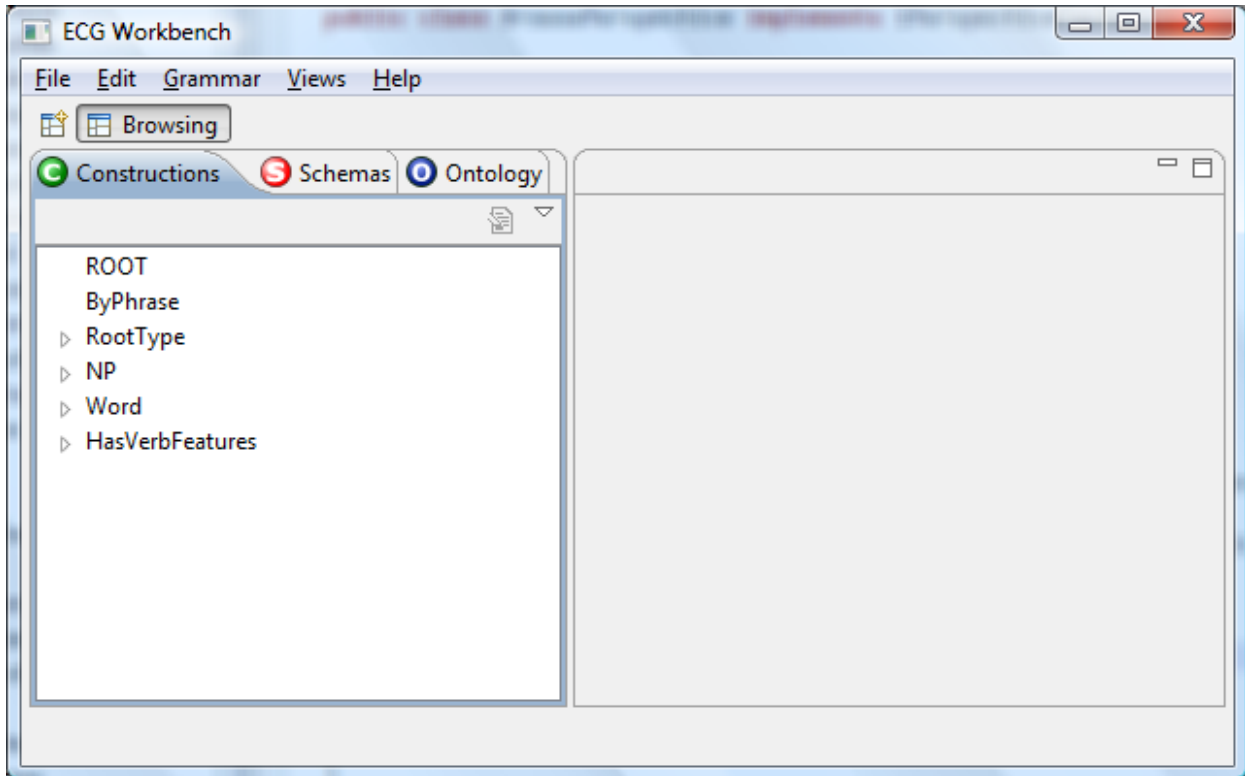 ECG Workbench
File Edit Grammar Views Help
Browsing
C Constructions S Schemas O Ontology
ROOT
ByPhrase
RootType
NP
Word
HasVerbFeatures